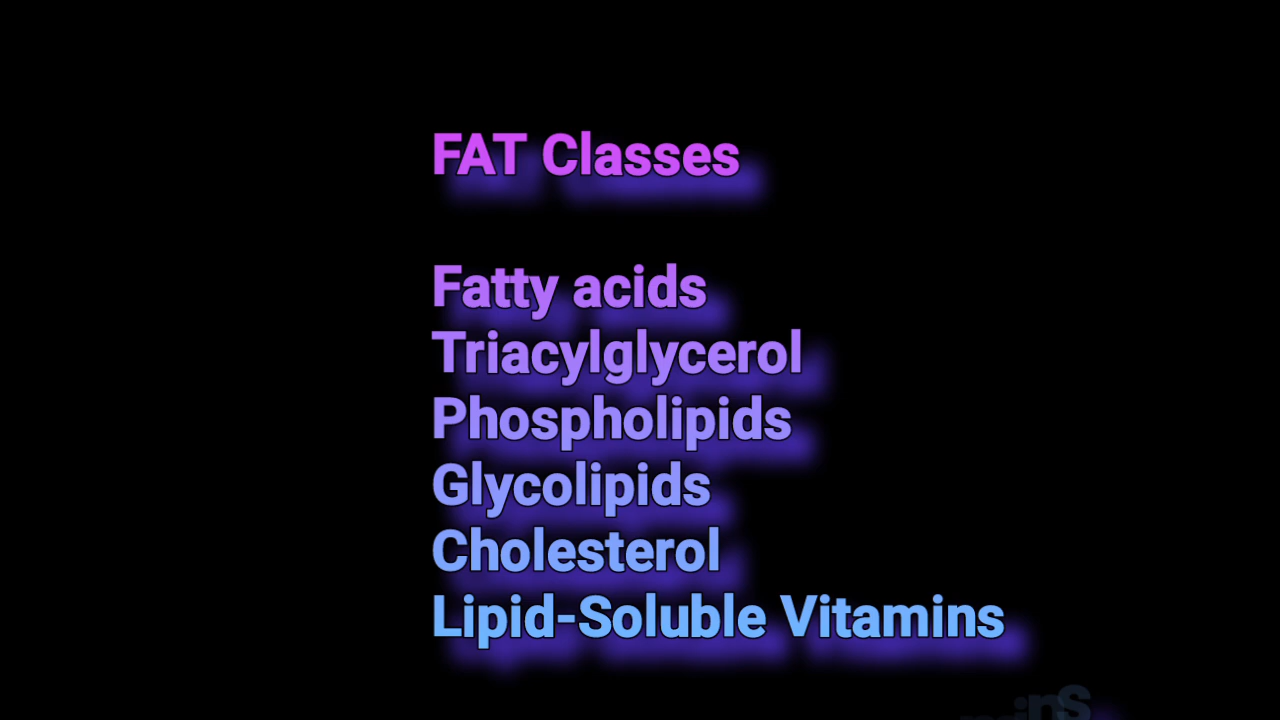 FAT Classes
Fatty acids
Triacylglycerol
Phospholipids
Glycolipids
Cholesterol
Lipid-Soluble Vitamins